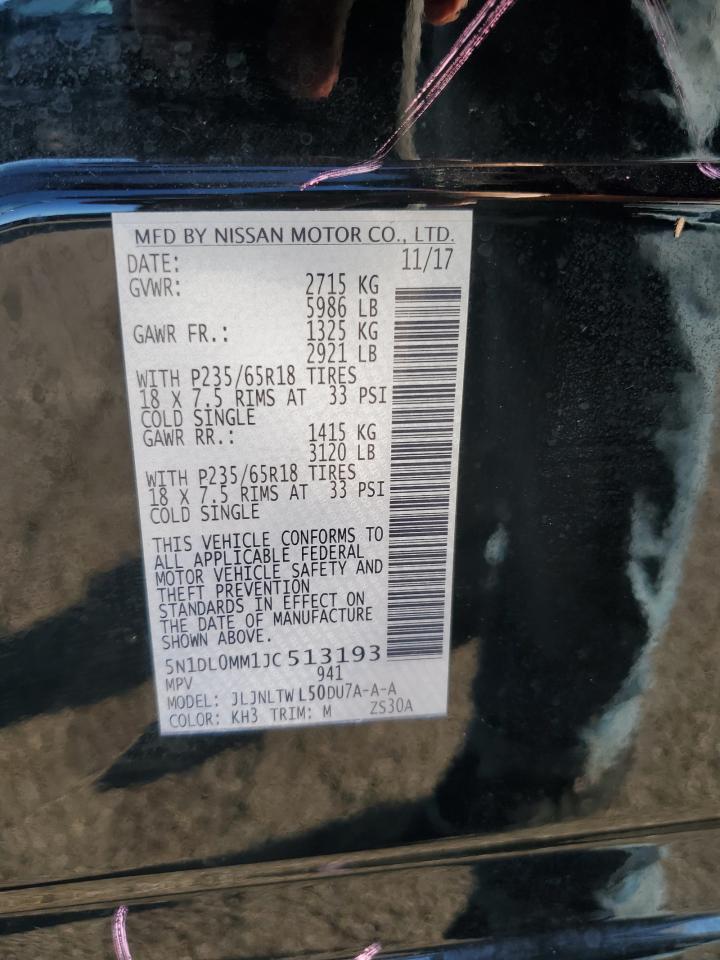 MFD BY NISSAN MOTOR CO., LTD.
DATE: 11/17
GVWR: 2715 KG
5986 LB
GAWR FR.: 1325 KG
2921 LB
WITH P235/65R18 TIRES
18 X 7.5 RIMS AT 33 PSI
COLD SINGLE
GAWR RR.: 1415 KG
3120 LB
WITH P235/65R18 TIRES
18 X 7.5 RIMS AT 33 PSI
COLD SINGLE
THIS VEHICLE CONFORMS TO
ALL APPLICABLE FEDERAL
MOTOR VEHICLE SAFETY AND
THEFT PREVENTION
STANDARDS IN EFFECT ON
THE DATE OF MANUFACTURE
SHOWN ABOVE.
5N1DL0MM1JC513193
MPV 941
MODEL: JLJNLTWL50DU7A-A-A
COLOR: KH3 TRIM: M ZS30A